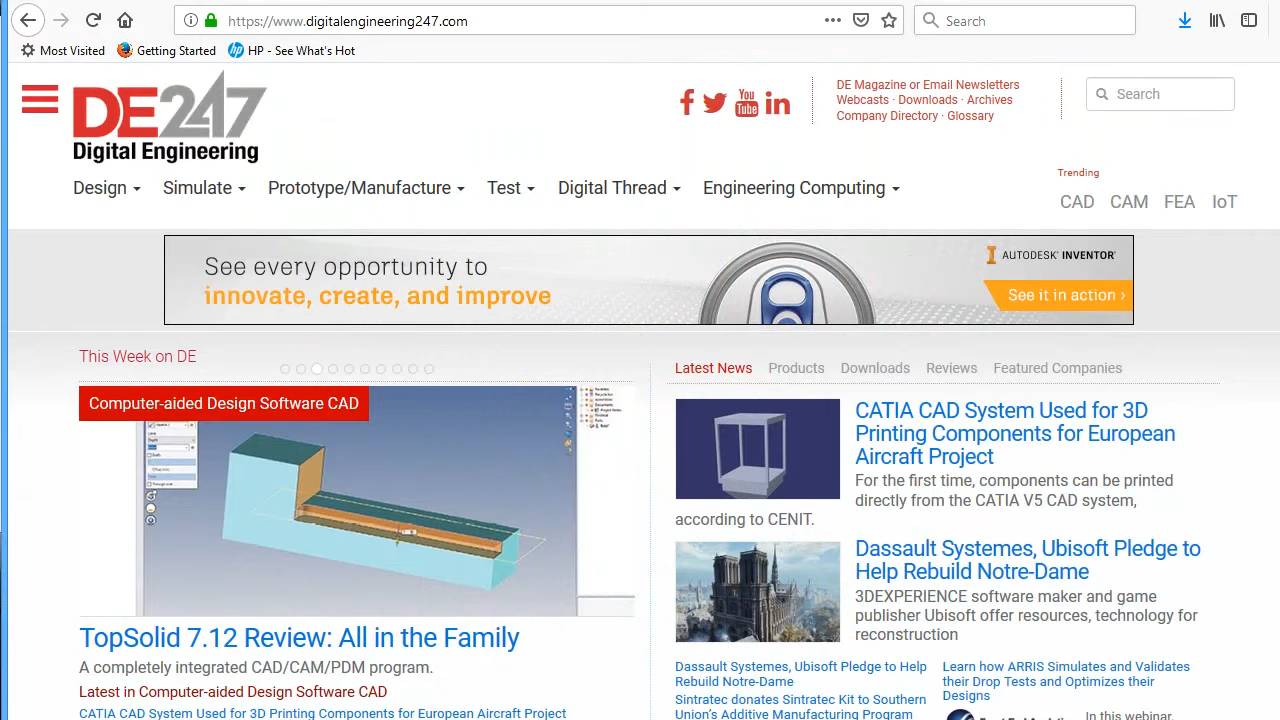 https://www.digitalengineering247.com
Search
Most Visited
Getting Started
HP - See What's Hot
DE247
Digital Engineering
You
Tube
DE Magazine or Email Newsletters
Webcasts · Downloads · Archives
Company Directory · Glossary
Search
Design
Simulate
Prototype/Manufacture
Test
Digital Thread
Engineering Computing
Trending
CAD CAM FEA IoT
See every opportunity to
innovate, create, and improve
AUTODESK® INVENTOR®
See it in action ›
This Week on DE
Computer-aided Design Software CAD
TopSolid 7.12 Review: All in the Family
A completely integrated CAD/CAM/PDM program.
Latest in Computer-aided Design Software CAD
CATIA CAD System Used for 3D Printing Components for European Aircraft Project
Latest News
Products
Downloads
Reviews
Featured Companies
CATIA CAD System Used for 3D
Printing Components for European
Aircraft Project
For the first time, components can be printed
directly from the CATIA V5 CAD system,
according to CENIT.
Dassault Systemes, Ubisoft Pledge to
Help Rebuild Notre-Dame
3DEXPERIENCE software maker and game
publisher Ubisoft offer resources, technology for
reconstruction
Dassault Systemes, Ubisoft Pledge to Help
Rebuild Notre-Dame
Sintratec donates Sintratec Kit to Southern
Union's Additive Manufacturing Program
Learn how ARRIS Simulates and Validates
their Drop Tests and Optimizes their
Designs
In this webinar,